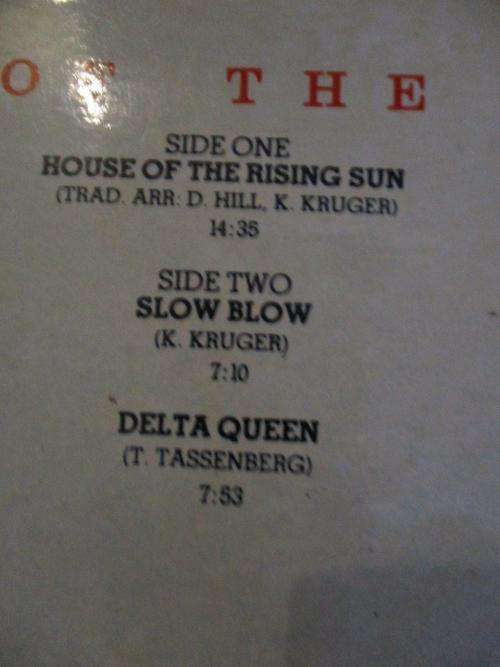 THE
SIDE ONE
HOUSE OF THE RISING SUN
(TRAD. ARR: D. HILL, K. KRUGER)
14:35
SIDE TWO
SLOW BLOW
(K. KRUGER)
7:10
DELTA QUEEN
(T. TASSENBERG)
7:53